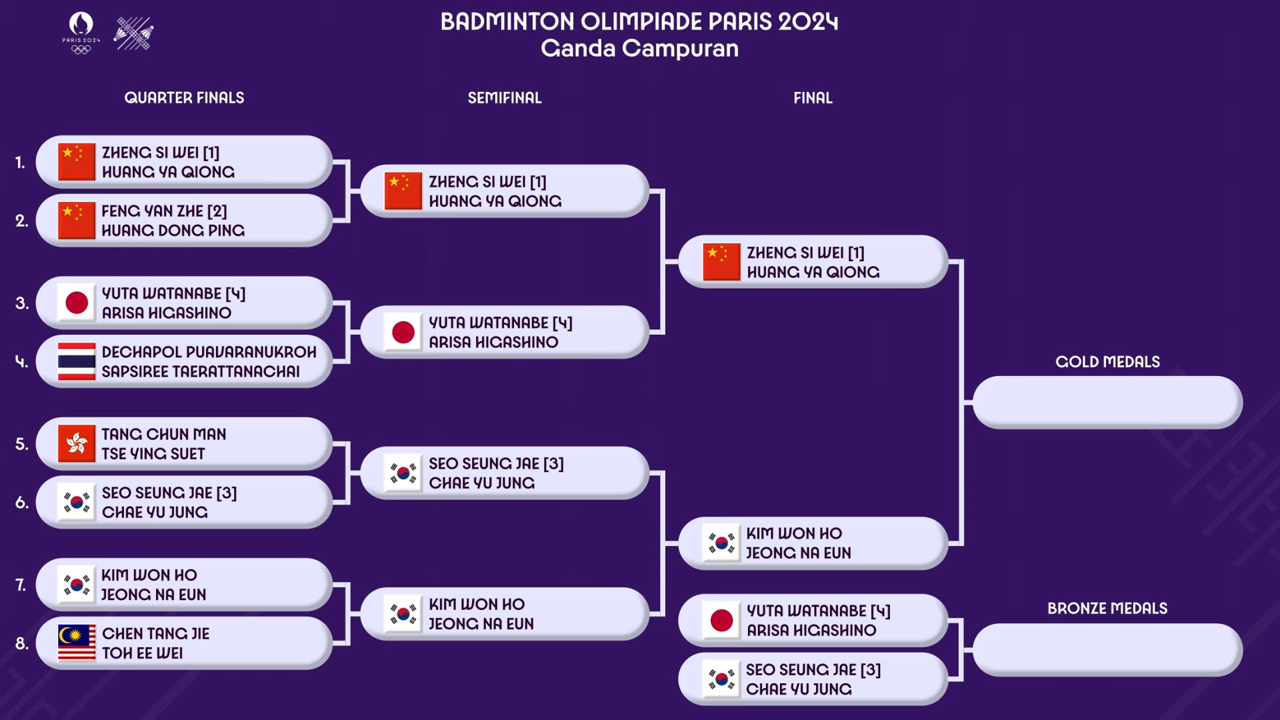 PARIS 2024
BADMINTON OLIMPIADE PARIS 2024
Ganda Campuran
QUARTER FINALS
SEMIFINAL
FINAL
1.
ZHENG SI WEI [1]
HUANG YA QIONG
2.
FENG YAN ZHE [2]
HUANG DONG PING
3.
YUTA WATANABE [4]
ARISA HIGASHINO
4.
DECHAPOL PUAVARANUKROH
SAPSIREE TAERATTANACHAI
5.
TANG CHUN MAN
TSE YING SUET
6.
SEO SEUNG JAE [3]
CHAE YU JUNG
7.
KIM WON HO
JEONG NA EUN
8.
CHEN TANG JIE
TOH EE WEI
ZHENG SI WEI [1]
HUANG YA QIONG
YUTA WATANABE [4]
ARISA HIGASHINO
SEO SEUNG JAE [3]
CHAE YU JUNG
KIM WON HO
JEONG NA EUN
ZHENG SI WEI [1]
HUANG YA QIONG
KIM WON HO
JEONG NA EUN
YUTA WATANABE [4]
ARISA HIGASHINO
SEO SEUNG JAE [3]
CHAE YU JUNG
GOLD MEDALS
BRONZE MEDALS